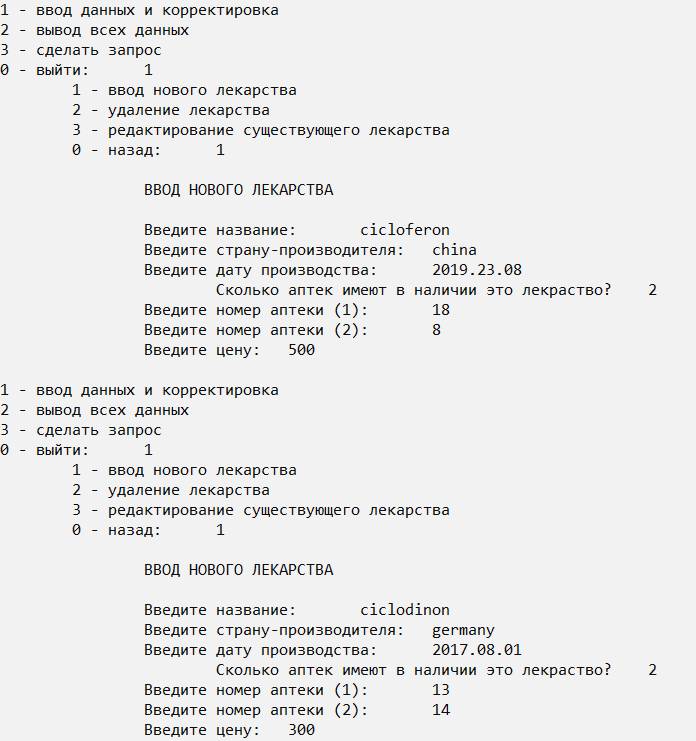 1 - ввод данных и корректировка
2 - вывод всех данных
3 - сделать запрос
0 - выйти: 1
1 - ввод нового лекарства
2 - удаление лекарства
3 - редактирование существующего лекарства
0 - назад: 1
ВВОД НОВОГО ЛЕКАРСТВА
Введите название: cicloferon
Введите страну-производителя: china
Введите дату производства: 2019.23.08
Сколько аптек имеют в наличии это лекраство? 2
Введите номер аптеки (1): 18
Введите номер аптеки (2): 8
Введите цену: 500
1 - ввод данных и корректировка
2 - вывод всех данных
3 - сделать запрос
0 - выйти: 1
1 - ввод нового лекарства
2 - удаление лекарства
3 - редактирование существующего лекарства
0 - назад: 1
ВВОД НОВОГО ЛЕКАРСТВА
Введите название: ciclodinon
Введите страну-производителя: germany
Введите дату производства: 2017.08.01
Сколько аптек имеют в наличии это лекраство? 2
Введите номер аптеки (1): 13
Введите номер аптеки (2): 14
Введите цену: 300